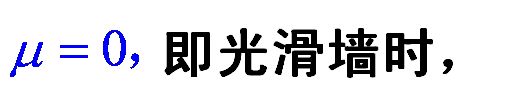 μ = 0, 即光滑墙时，